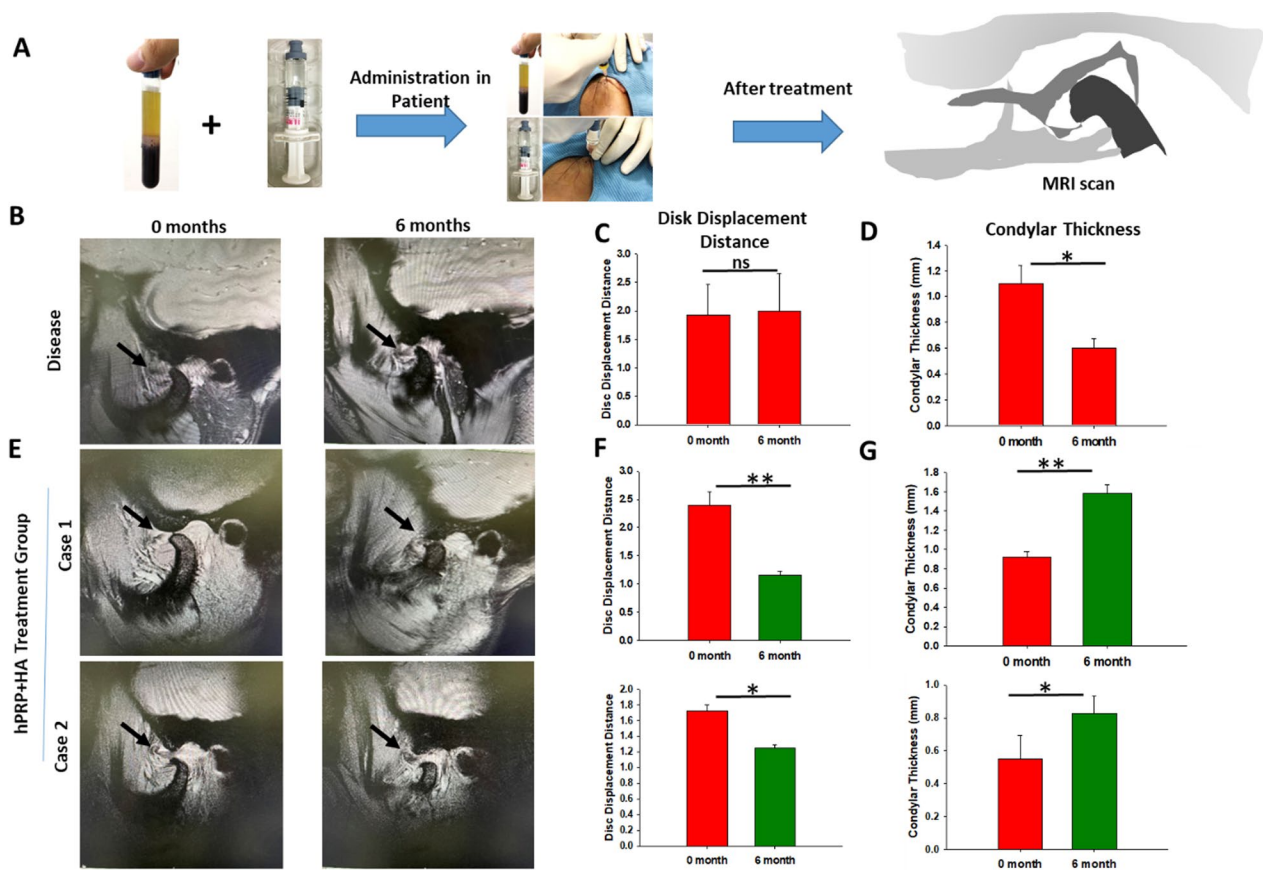 A
+
Administration in
Patient
After treatment
MRI scan
B
0 months
6 months
Disease
C
Disk Displacement
Distance
ns
Disc Displacement Distance
3.0
2.5
2.0
1.5
1.0
0.5
0.0
0 month
6 month
D
Condylar Thickness
*
Condylar Thickness (mm)
1.4
1.2
1.0
0.8
0.6
0.4
0.2
0.0
0 month
6 month
E
hPRP+HA Treatment Group
Case 1
Case 2
F
**
Disc Displacement Distance
3.0
2.5
2.0
1.5
1.0
0.5
0.0
0 month
6 month
G
**
Condylar Thickness (mm)
1.8
1.6
1.4
1.2
1.0
0.8
0.6
0.4
0.2
0.0
0 month
6 month
*
Disc Displacement Distance
2.0
1.8
1.6
1.4
1.2
1.0
0.8
0.6
0.4
0.2
0.0
0 month
6 month
*
Condylar Thickness (mm)
1.0
0.8
0.6
0.4
0.2
0.0
0 month
6 month